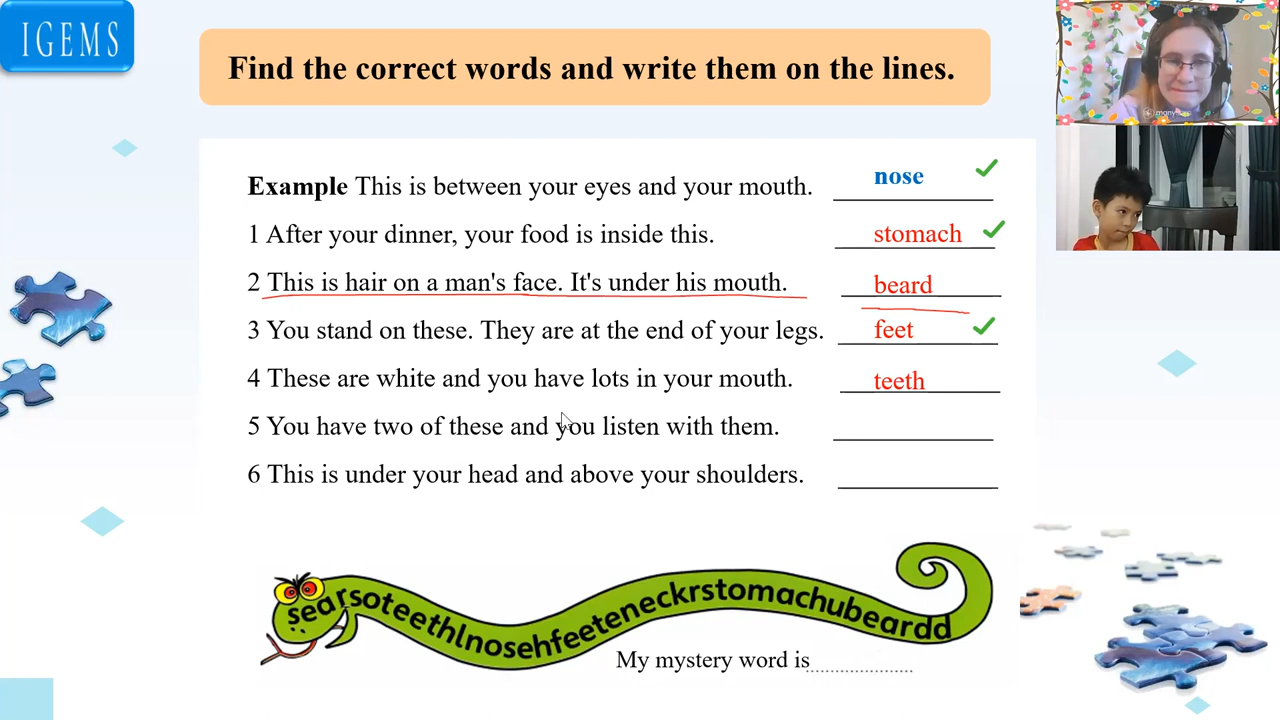 IGEMS
Find the correct words and write them on the lines.
Example This is between your eyes and your mouth. nose
1 After your dinner, your food is inside this. stomach
2 This is hair on a man's face. It's under his mouth. beard
3 You stand on these. They are at the end of your legs. feet
4 These are white and you have lots in your mouth. teeth
5 You have two of these and you listen with them.
6 This is under your head and above your shoulders.
searsoteethlnosehfeeteneckrstomachubeardd
My mystery word is